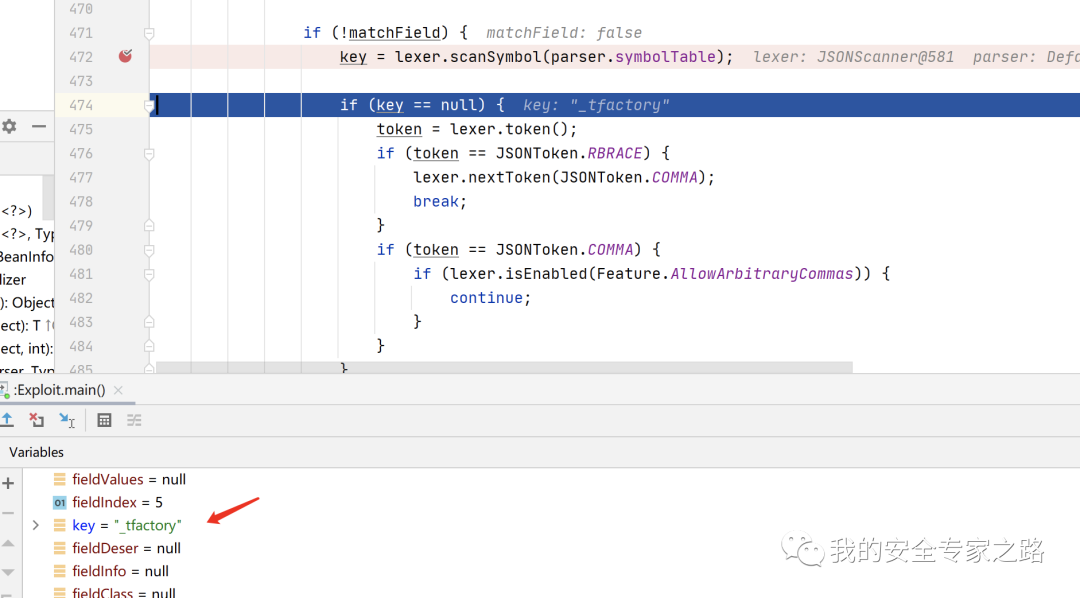 470
471 if (!matchField) { matchField: false
472 key = lexer.scanSymbol(parser.symbolTable); lexer: JSONScanner@581 parser: Defa
473
474 if (key == null) { key: "_tfactory"
475 token = lexer.token();
476 if (token == JSONToken.RBRACE) {
477 lexer.nextToken(JSONToken.COMMA);
478 break;
479 }
480 if (token == JSONToken.COMMA) {
481 if (lexer.isEnabled(Feature.AllowArbitraryCommas)) {
482 continue;
483 }
484 }
485 }
<?>)
<?>, Typ
BeanInfo
lizer
): Object
ect): T
ect, int):
rser, Typ
:Exploit.main()
Variables
fieldValues = null
01 fieldIndex = 5
key = "_tfactory"
fieldDeser = null
fieldInfo = null
fieldClass = null
我的安全专家之路